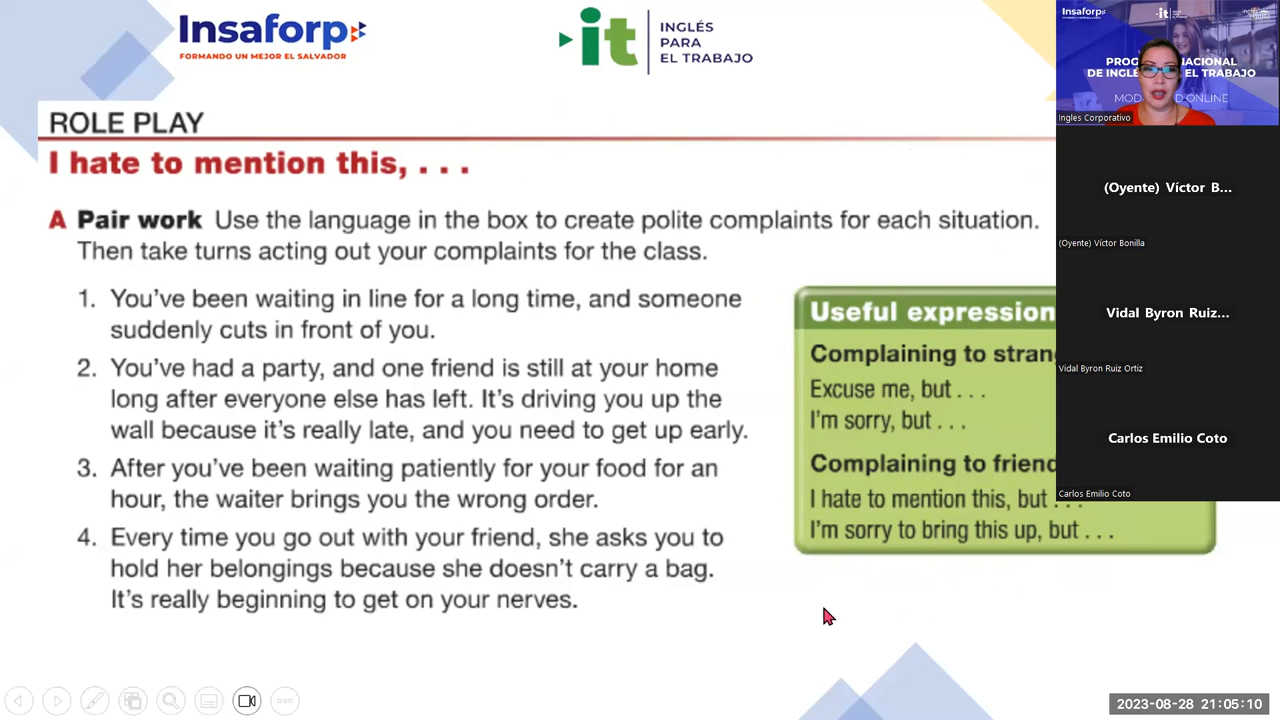 Insaforp
FORMANDO UN MEJOR EL SALVADOR
it
INGLÉS
PARA
EL TRABAJO
ROLE PLAY
I hate to mention this, . . .
A Pair work Use the language in the box to create polite complaints for each situation.
Then take turns acting out your complaints for the class.
1. You've been waiting in line for a long time, and someone
suddenly cuts in front of you.
2. You've had a party, and one friend is still at your home
long after everyone else has left. It's driving you up the
wall because it's really late, and you need to get up early.
3. After you've been waiting patiently for your food for an
hour, the waiter brings you the wrong order.
4. Every time you go out with your friend, she asks you to
hold her belongings because she doesn't carry a bag.
It's really beginning to get on your nerves.
Useful expression
Complaining to stran
Excuse me, but . . .
I'm sorry, but . . .
Complaining to friend
I hate to mention this, but . . .
I'm sorry to bring this up, but . . .
Insaforp
it
PROG NACIONAL
DE INGLÉ EL TRABAJO
MOD D ONLINE
Ingles Corporativo
(Oyente) Víctor B...
(Oyente) Víctor Bonilla
Vidal Byron Ruiz...
Vidal Byron Ruiz Ortiz
Carlos Emilio Coto
Carlos Emilio Coto
2023-08-28 21:05:10